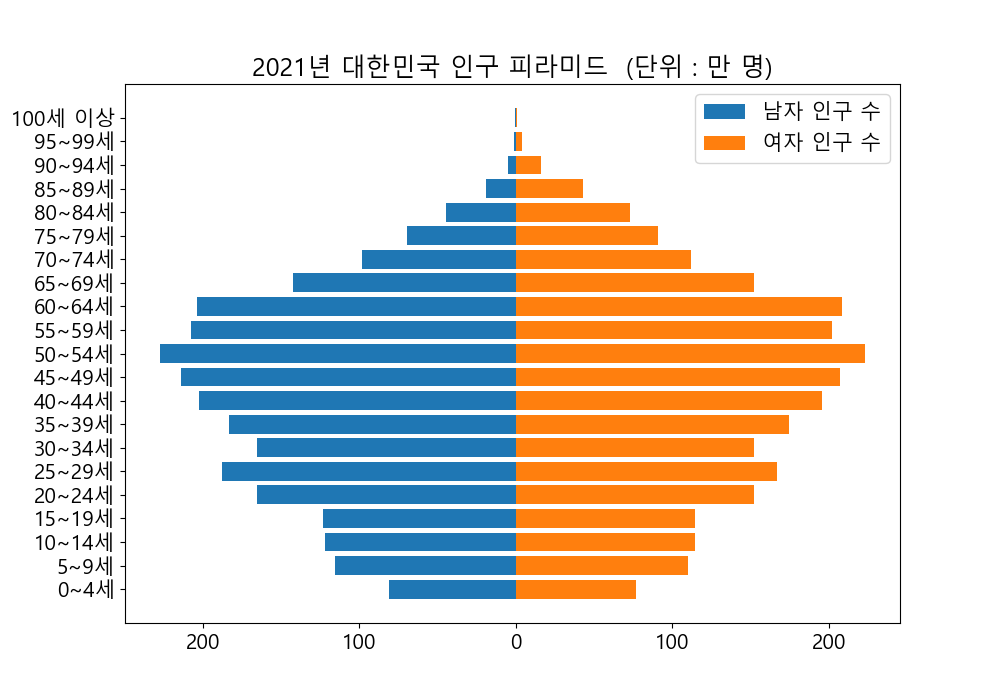 2021년 대한민국 인구 피라미드 (단위 : 만 명)
남자 인구 수
여자 인구 수
100세 이상
95~99세
90~94세
85~89세
80~84세
75~79세
70~74세
65~69세
60~64세
55~59세
50~54세
45~49세
40~44세
35~39세
30~34세
25~29세
20~24세
15~19세
10~14세
5~9세
0~4세
200 100 0 100 200